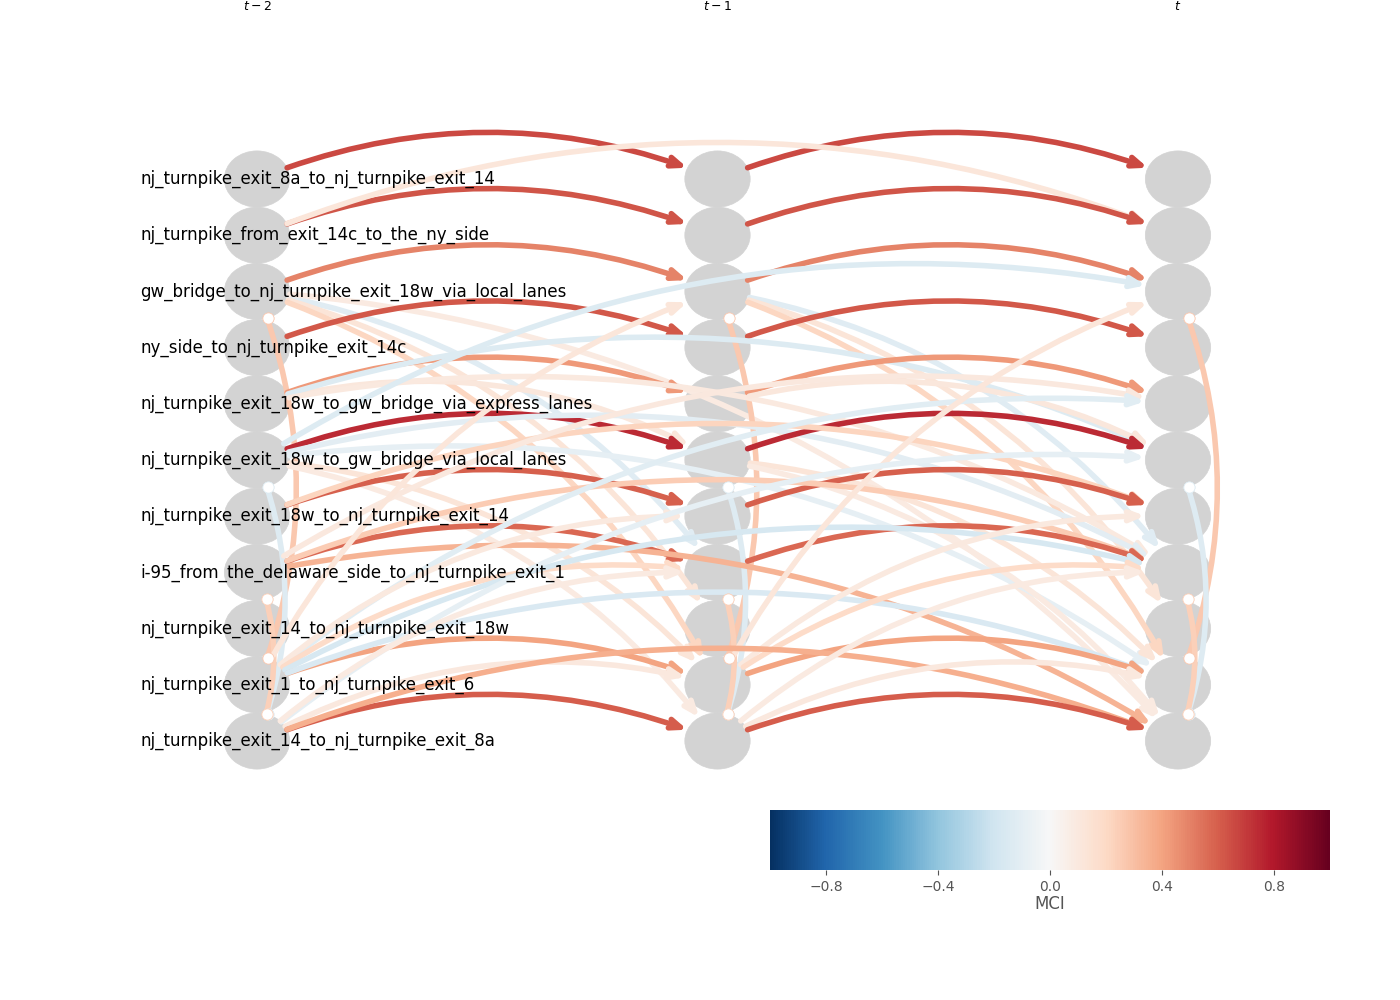 t − 2 t − 1 t
nj_turnpike_exit_8a_to_nj_turnpike_exit_14
nj_turnpike_from_exit_14c_to_the_ny_side
gw_bridge_to_nj_turnpike_exit_18w_via_local_lanes
ny_side_to_nj_turnpike_exit_14c
nj_turnpike_exit_18w_to_gw_bridge_via_express_lanes
nj_turnpike_exit_18w_to_gw_bridge_via_local_lanes
nj_turnpike_exit_18w_to_nj_turnpike_exit_14
i-95_from_the_delaware_side_to_nj_turnpike_exit_1
nj_turnpike_exit_14_to_nj_turnpike_exit_18w
nj_turnpike_exit_1_to_nj_turnpike_exit_6
nj_turnpike_exit_14_to_nj_turnpike_exit_8a
−0.8 −0.4 0.0 0.4 0.8
MCI